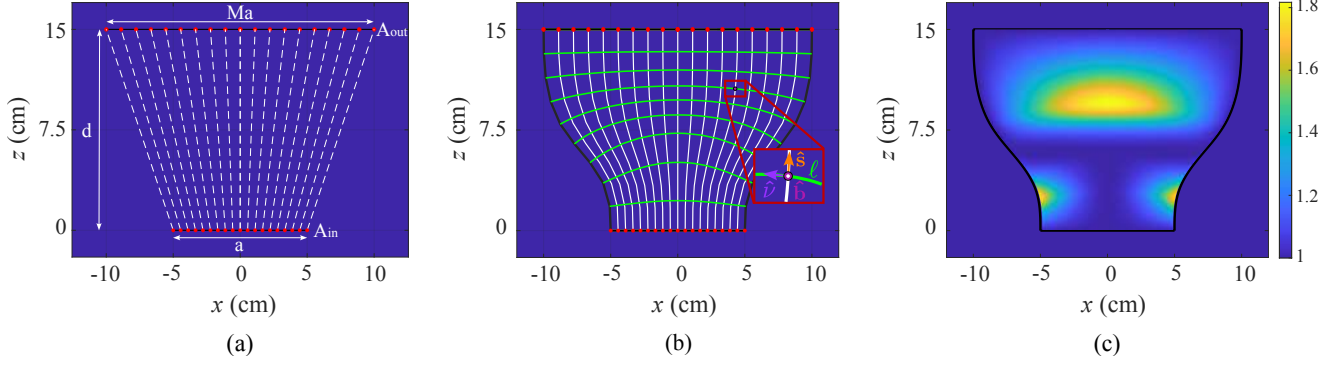 Ma
A_out
15
d
z (cm)
7.5
0
a
A_in
-10 -5 0 5 10
x (cm)
(a)
15
z (cm)
7.5
ŝ
ℓ
ν̂
b̂
0
-10 -5 0 5 10
x (cm)
(b)
15
z (cm)
7.5
0
-10 -5 0 5 10
x (cm)
(c)
1.8
1.6
1.4
1.2
1